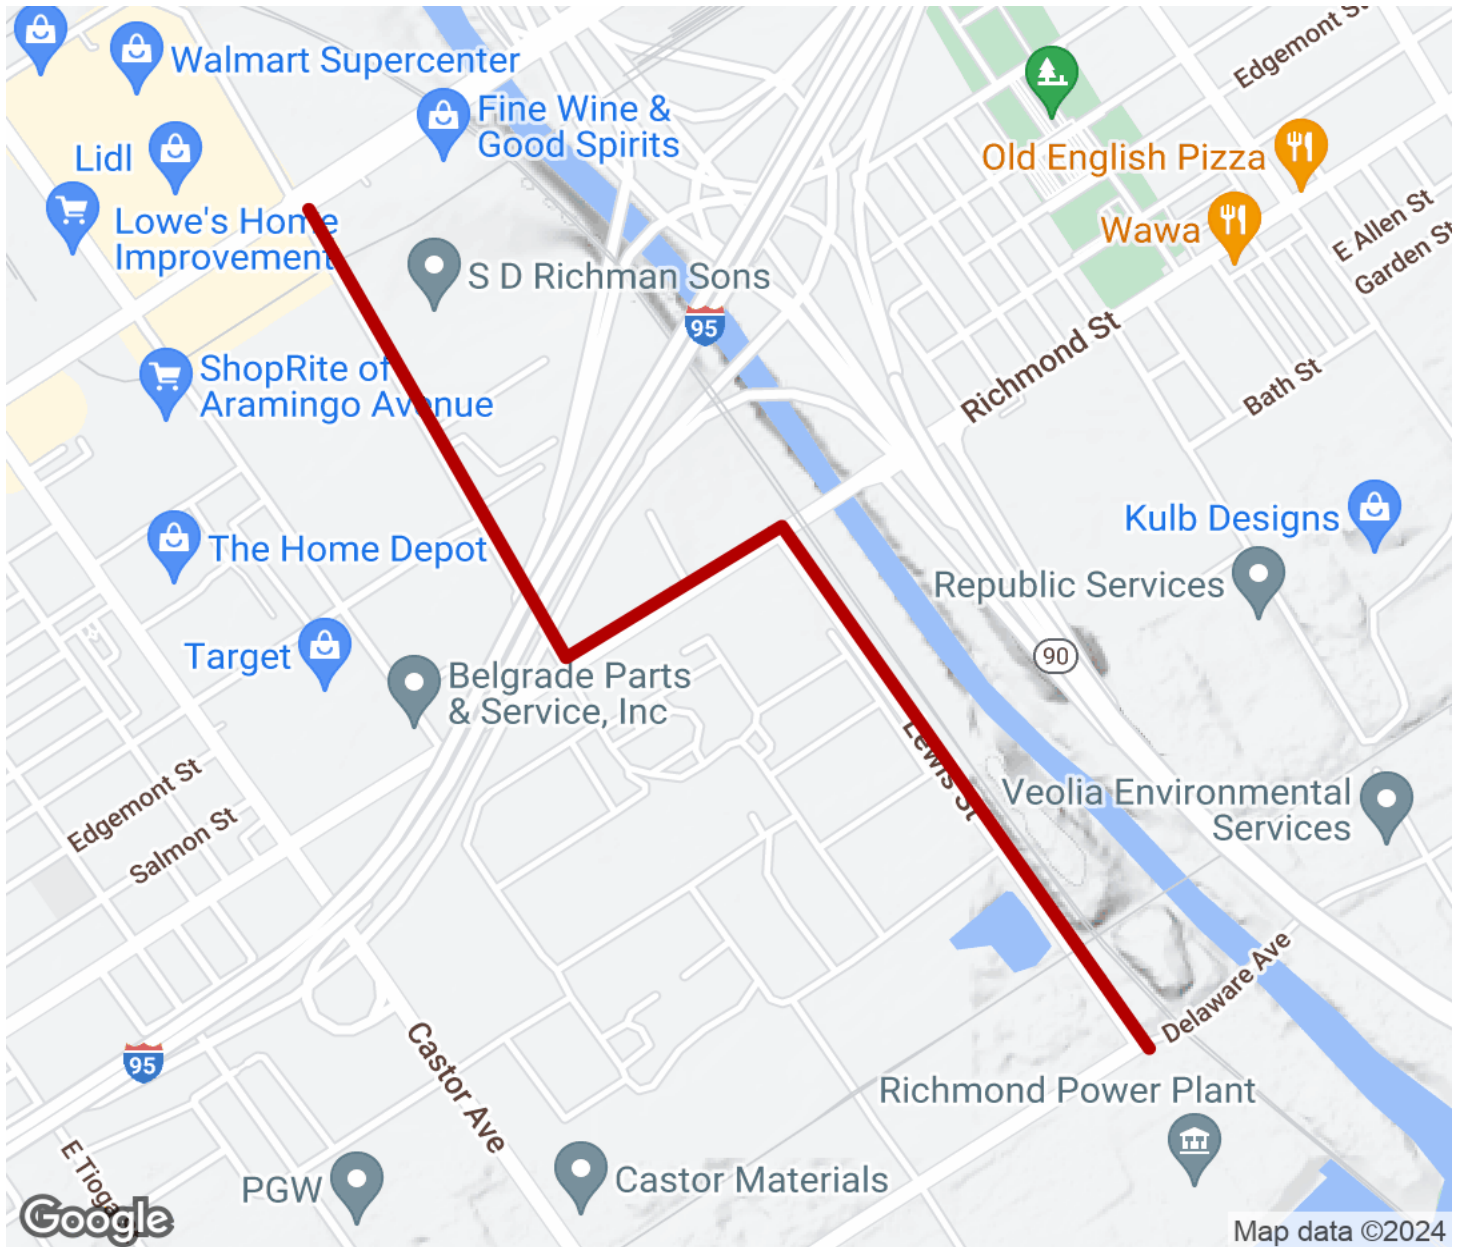 Edgemont St
Walmart Supercenter
Fine Wine &
Good Spirits
Lidl
Old English Pizza
Lowe's Home
Improvement
Wawa
E Allen St
Garden St
S D Richman Sons
95
Richmond St
ShopRite of
Aramingo Avenue
Bath St
Kulb Designs
The Home Depot
Republic Services
Target
90
Belgrade Parts
& Service, Inc
Lewis St
Edgemont St
Salmon St
Veolia Environmental
Services
Delaware Ave
95
Castor Ave
Richmond Power Plant
E Tioga
PGW
Castor Materials
Google
Map data ©2024